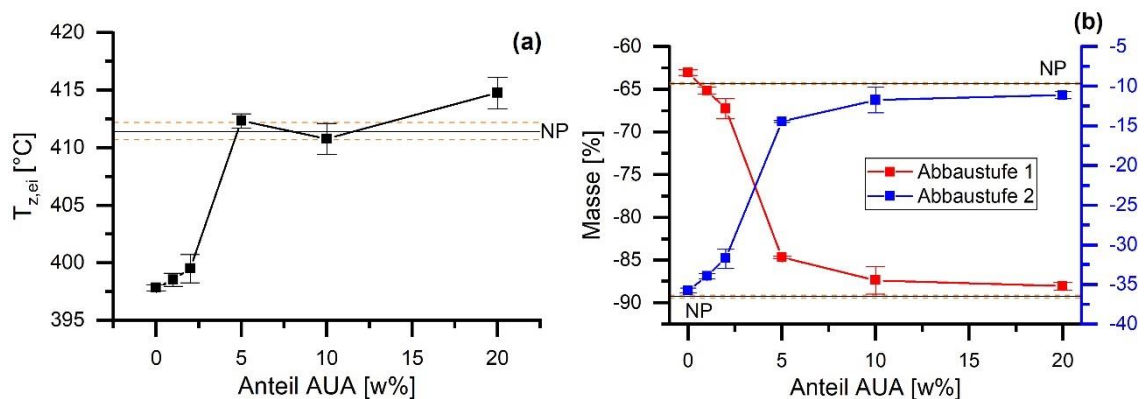 (a)
420
415
410
405
400
395
T z,ei [°C]
NP
0 5 10 15 20
Anteil AUA [w%]
(b)
-60
-65
-70
-75
-80
-85
-90
Masse [%]
NP
Abbaustufe 1
Abbaustufe 2
NP
-5
-10
-15
-20
-25
-30
-35
-40
0 5 10 15 20
Anteil AUA [w%]